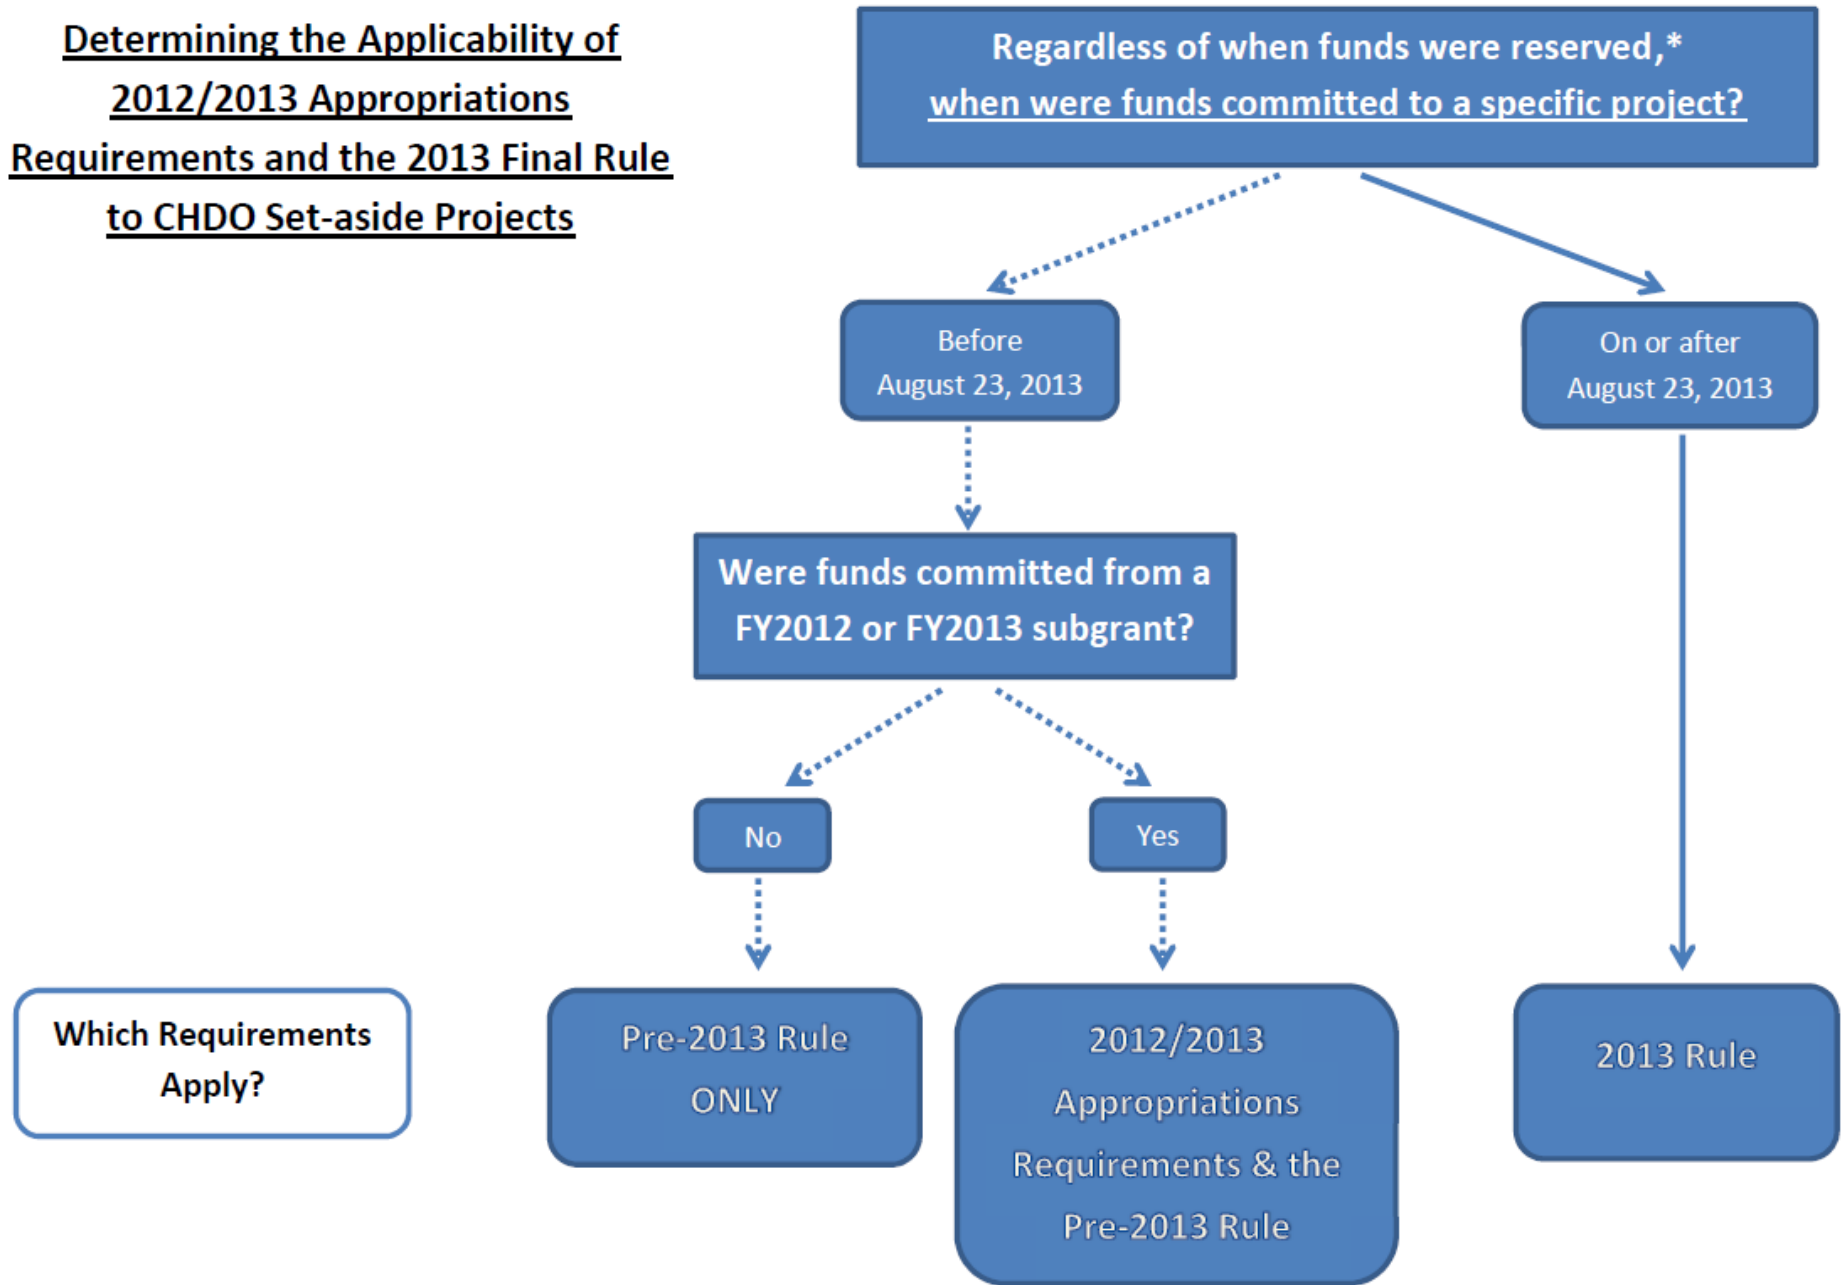 Determining the Applicability of
2012/2013 Appropriations
Requirements and the 2013 Final Rule
to CHDO Set-aside Projects
Regardless of when funds were reserved,*
when were funds committed to a specific project?
Before
August 23, 2013
On or after
August 23, 2013
Were funds committed from a
FY2012 or FY2013 subgrant?
No
Yes
Which Requirements
Apply?
Pre-2013 Rule
ONLY
2012/2013
Appropriations
Requirements & the
Pre-2013 Rule
2013 Rule